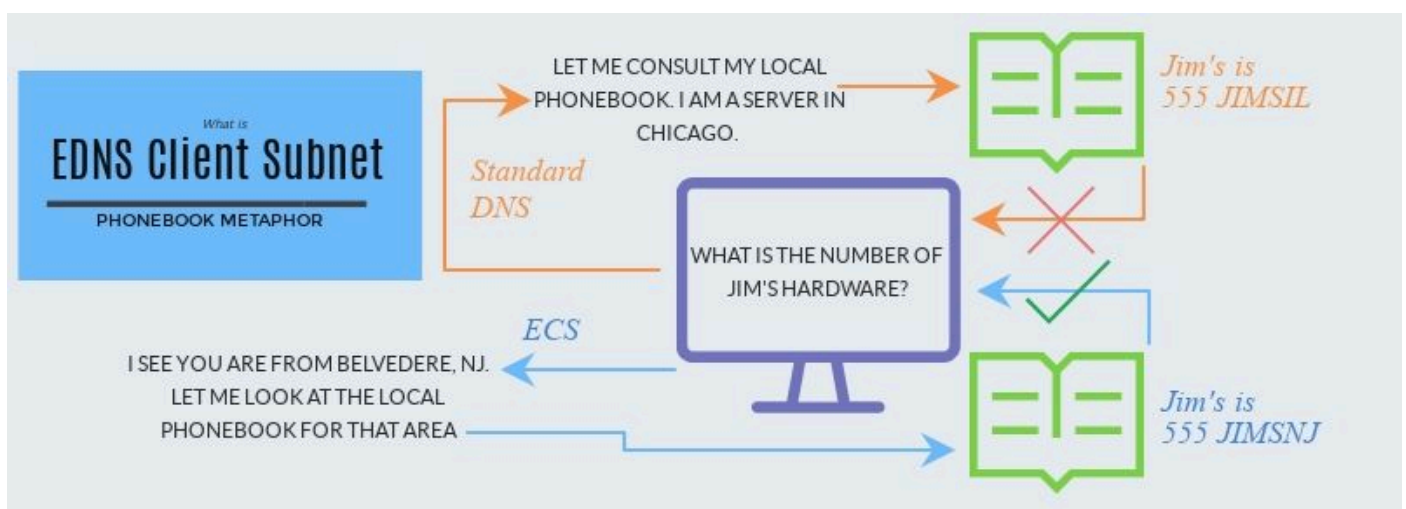 What is
EDNS Client Subnet
PHONEBOOK METAPHOR
LET ME CONSULT MY LOCAL
PHONEBOOK. I AM A SERVER IN
CHICAGO.
Jim's is
555 JIMSIL
Standard
DNS
WHAT IS THE NUMBER OF
JIM'S HARDWARE?
ECS
I SEE YOU ARE FROM BELVEDERE, NJ.
LET ME LOOK AT THE LOCAL
PHONEBOOK FOR THAT AREA
Jim's is
555 JIMSNJ